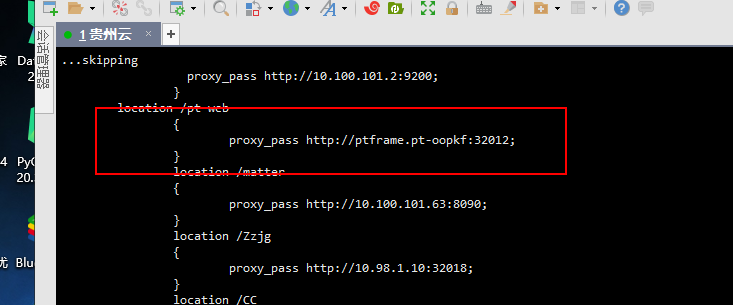 家
Dat
2
4
PyC
20.
尤
Blu
会话管理器
1 贵州云
...skipping
proxy_pass http://10.100.101.2:9200;
}
location /pt-web
{
proxy_pass http://ptframe.pt-oopkf:32012;
}
location /matter
{
proxy_pass http://10.100.101.63:8090;
}
location /Zzjg
{
proxy_pass http://10.98.1.10:32018;
}
location /CC